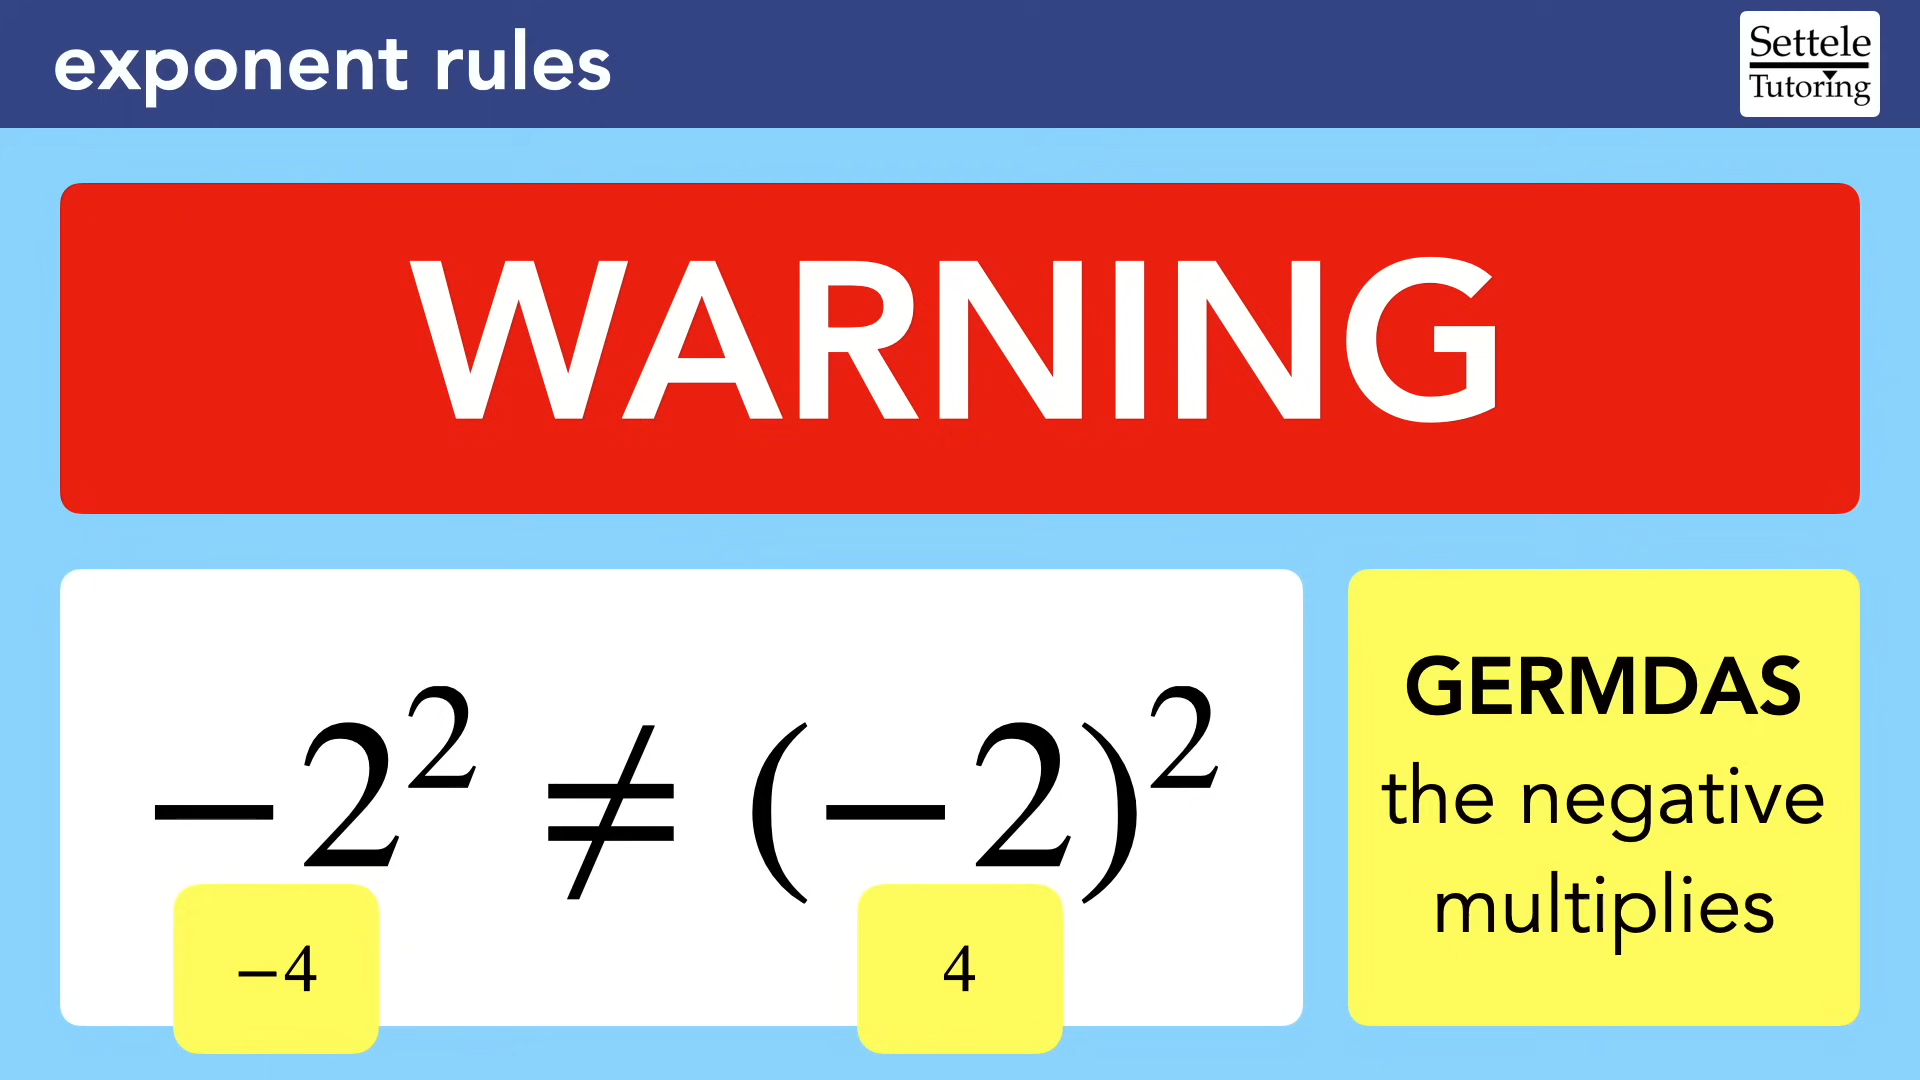 exponent rules
Settele
Tutoring
WARNING
−2² ≠ (−2)²
−4
4
GERMDAS
the negative
multiplies